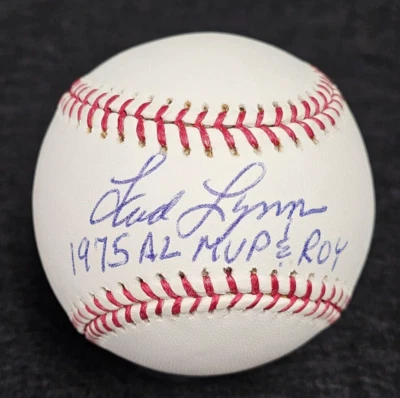 Fred Lynn
1975 AL MVP & ROY